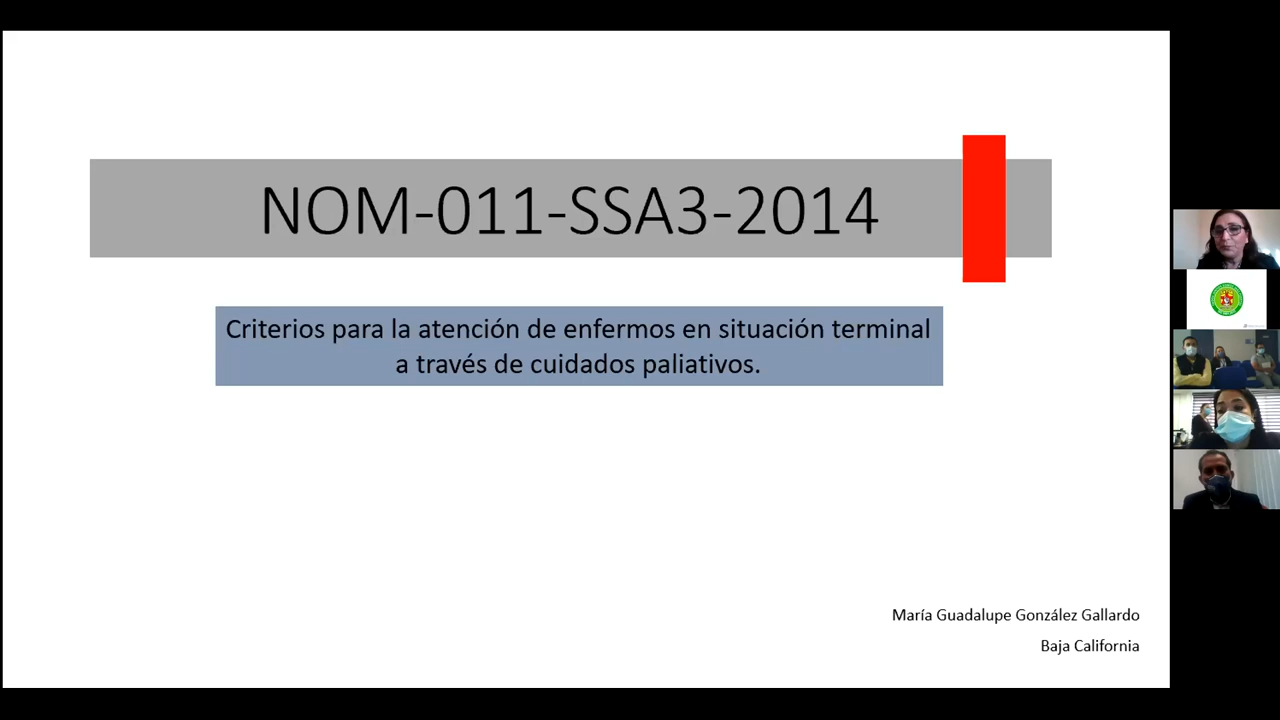 NOM-011-SSA3-2014
Criterios para la atención de enfermos en situación terminal
a través de cuidados paliativos.
María Guadalupe González Gallardo
Baja California